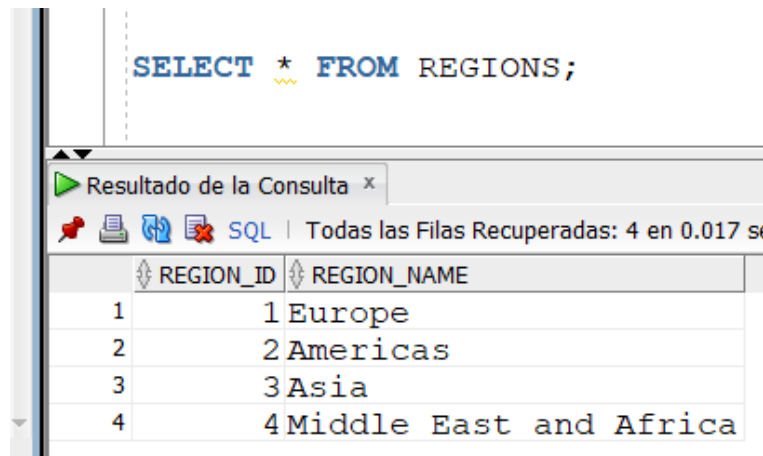 SELECT * FROM REGIONS;
Resultado de la Consulta x
SQL | Todas las Filas Recuperadas: 4 en 0.017 se
REGION_ID REGION_NAME
1 1 Europe
2 2 Americas
3 3 Asia
4 4 Middle East and Africa